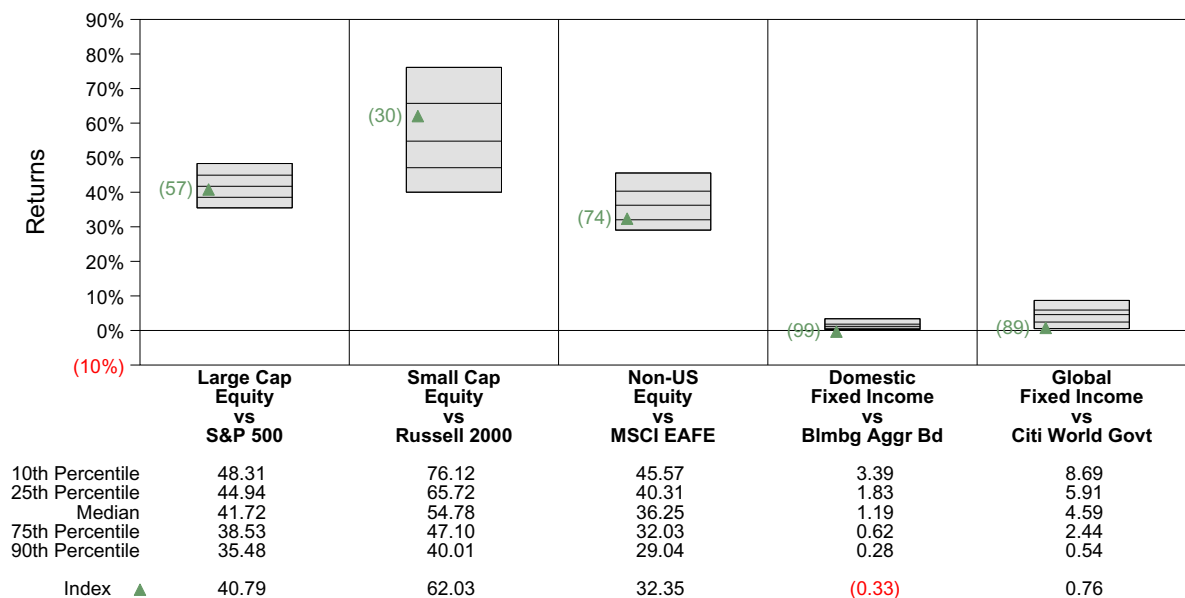 90%
80%
70%
60%
50%
40%
30%
20%
10%
0%
(10%)
Returns
(57)
(30)
(74)
(99)
(89)
Large Cap
Equity
vs
S&P 500
Small Cap
Equity
vs
Russell 2000
Non-US
Equity
vs
MSCI EAFE
Domestic
Fixed Income
vs
Blmbg Aggr Bd
Global
Fixed Income
vs
Citi World Govt
10th Percentile 48.31 76.12 45.57 3.39 8.69
25th Percentile 44.94 65.72 40.31 1.83 5.91
Median 41.72 54.78 36.25 1.19 4.59
75th Percentile 38.53 47.10 32.03 0.62 2.44
90th Percentile 35.48 40.01 29.04 0.28 0.54
Index 40.79 62.03 32.35 (0.33) 0.76